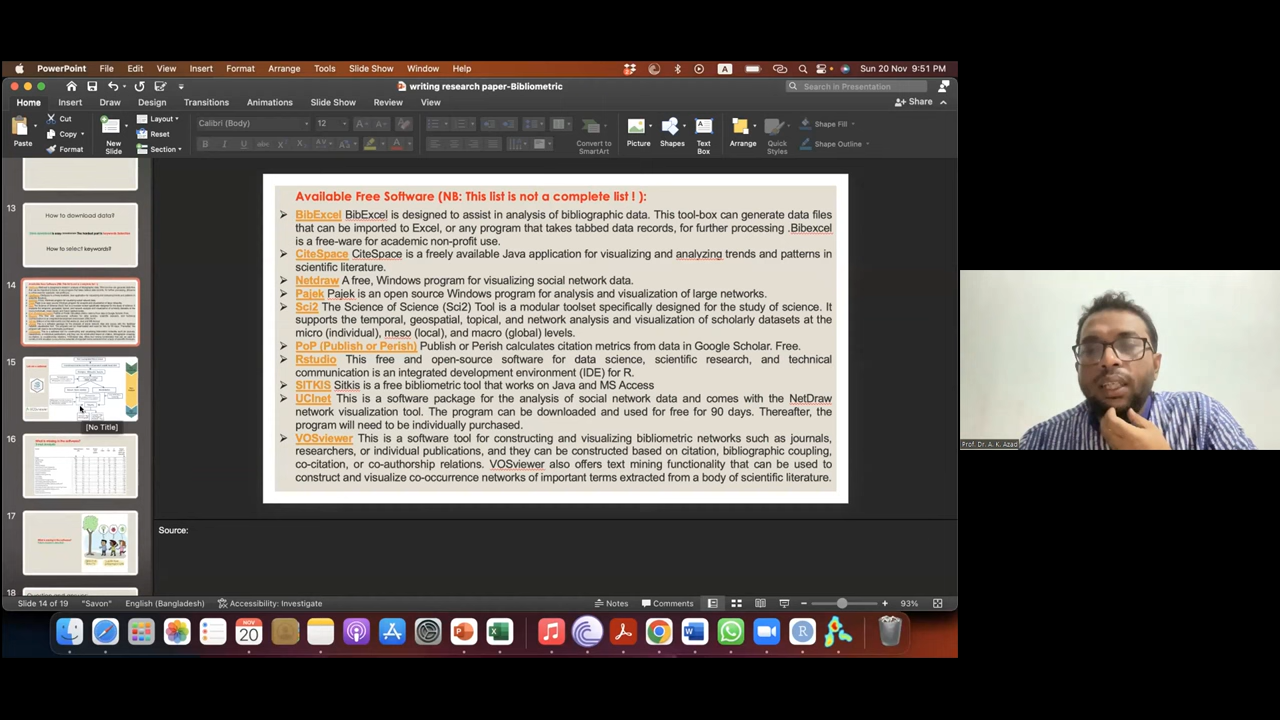 PowerPoint File Edit View Insert Format Arrange Tools Slide Show Window Help A Sun 20 Nov 9:51 PM
writing research paper-Bibliometric Search in Presentation
Home Insert Draw Design Transitions Animations Slide Show Review View Share
Paste Cut Copy Format New Slide Layout Reset Section Calibri (Body) 12 Convert to SmartArt Picture Shapes Text Box Arrange Quick Styles Shape Fill Shape Outline
13
How to download data?
How to select keywords?
14
15
[No Title]
16
17
18
Available Free Software (NB: This list is not a complete list ! ):
➢ BibExcel BibExcel is designed to assist in analysis of bibliographic data. This tool-box can generate data files
that can be imported to Excel, or any program that takes tabbed data records, for further processing .Bibexcel
is a free-ware for academic non-profit use.
➢ CiteSpace CiteSpace is a freely available Java application for visualizing and analyzing trends and patterns in
scientific literature.
➢ Netdraw A free, Windows program for visualizing social network data.
➢ Pajek Pajek is an open source Windows program for analysis and visualization of large networks.
➢ Sci2 The Science of Science (Sci2) Tool is a modular toolset specifically designed for the study of science. It
supports the temporal, geospatial, topical, and network analysis and visualization of scholarly datasets at the
micro (individual), meso (local), and macro (global) levels.
➢ PoP (Publish or Perish) Publish or Perish calculates citation metrics from data in Google Scholar. Free.
➢ Rstudio This free and open-source software for data science, scientific research, and technical
communication is an integrated development environment (IDE) for R.
➢ SITKIS Sitkis is a free bibliometric tool that works on Java and MS Access
➢ UCInet This is a software package for the analysis of social network data and comes with the NetDraw
network visualization tool. The program can be downloaded and used for free for 90 days. Thereafter, the
program will need to be individually purchased.
➢ VOSviewer This is a software tool for constructing and visualizing bibliometric networks such as journals,
researchers, or individual publications, and they can be constructed based on citation, bibliographic coupling,
co-citation, or co-authorship relations. VOSviewer also offers text mining functionality that can be used to
construct and visualize co-occurrence networks of important terms extracted from a body of scientific literature.
Source:
Slide 14 of 19 "Savon" English (Bangladesh) Accessibility: Investigate Notes Comments 93%
NOV
20
Prof. Dr. A. K. Azad